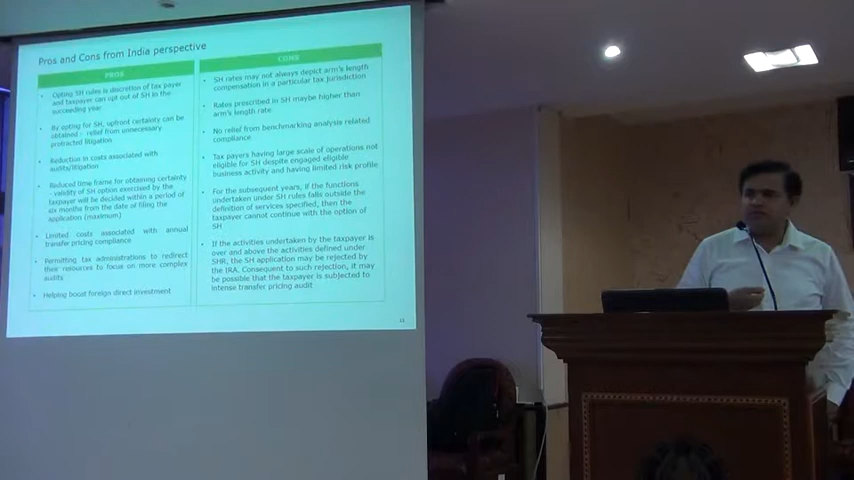 Pros and Cons from India perspective
PROS
• Opting SH rules is discretion of tax payer
and taxpayer can opt out of SH in the
succeeding year
• By opting for SH, upfront certainty can be
obtained - relief from unnecessary
protracted litigation
• Reduction in costs associated with
audits/litigation
• Reduced time frame for obtaining certainty
- validity of SH option exercised by the
taxpayer will be decided within a period of
six months from the date of filing the
application (maximum)
• Limited costs associated with annual
transfer pricing compliance
• Permitting tax administrations to redirect
their resources to focus on more complex
audits
• Helping boost foreign direct investment
CONS
• SH rates may not always depict arm's length
compensation in a particular tax jurisdiction
• Rates prescribed in SH maybe higher than
arm's length rate
• No relief from benchmarking analysis related
compliance
• Tax payers having large scale of operations not
eligible for SH despite engaged eligible
business activity and having limited risk profile
• For the subsequent years, if the functions
undertaken under SH rules falls outside the
definition of services specified, then the
taxpayer cannot continue with the option of
SH
• If the activities undertaken by the taxpayer is
over and above the activities defined under
SHR, the SH application may be rejected by
the IRA. Consequent to such rejection, it may
be possible that the taxpayer is subjected to
intense transfer pricing audit